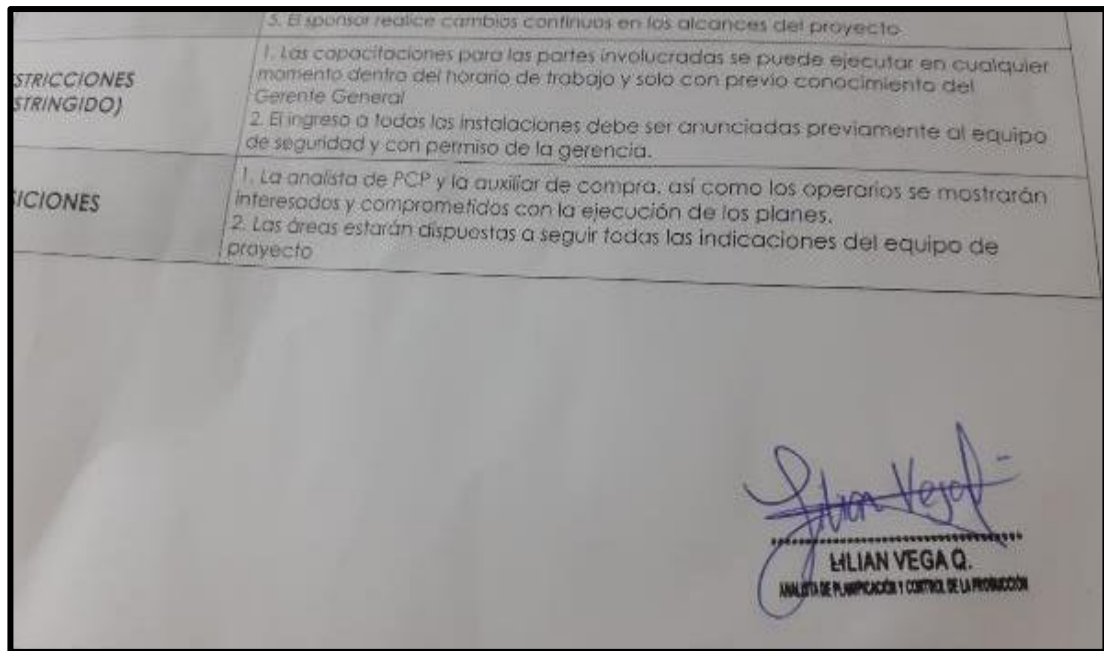 5. El sponsor realice cambios continuos en los alcances del proyecto
STRICCIONES
STRINGIDO)
1. Las capacitaciones para las partes involucradas se puede ejecutar en cualquier
momento dentro del horario de trabajo y solo con previo conocimiento del
Gerente General
2. El ingreso a todas las instalaciones debe ser anunciadas previamente al equipo
de seguridad y con permiso de la gerencia.
SICIONES
1. La analista de PCP y la auxiliar de compra, así como los operarios se mostrarán
interesados y comprometidos con la ejecución de los planes.
2. Las áreas estarán dispuestas a seguir todas las indicaciones del equipo de
proyecto
Lilian Vega
LILIAN VEGA Q.
ANALISTA DE PLANIFICACIÓN Y CONTROL DE LA PRODUCCIÓN